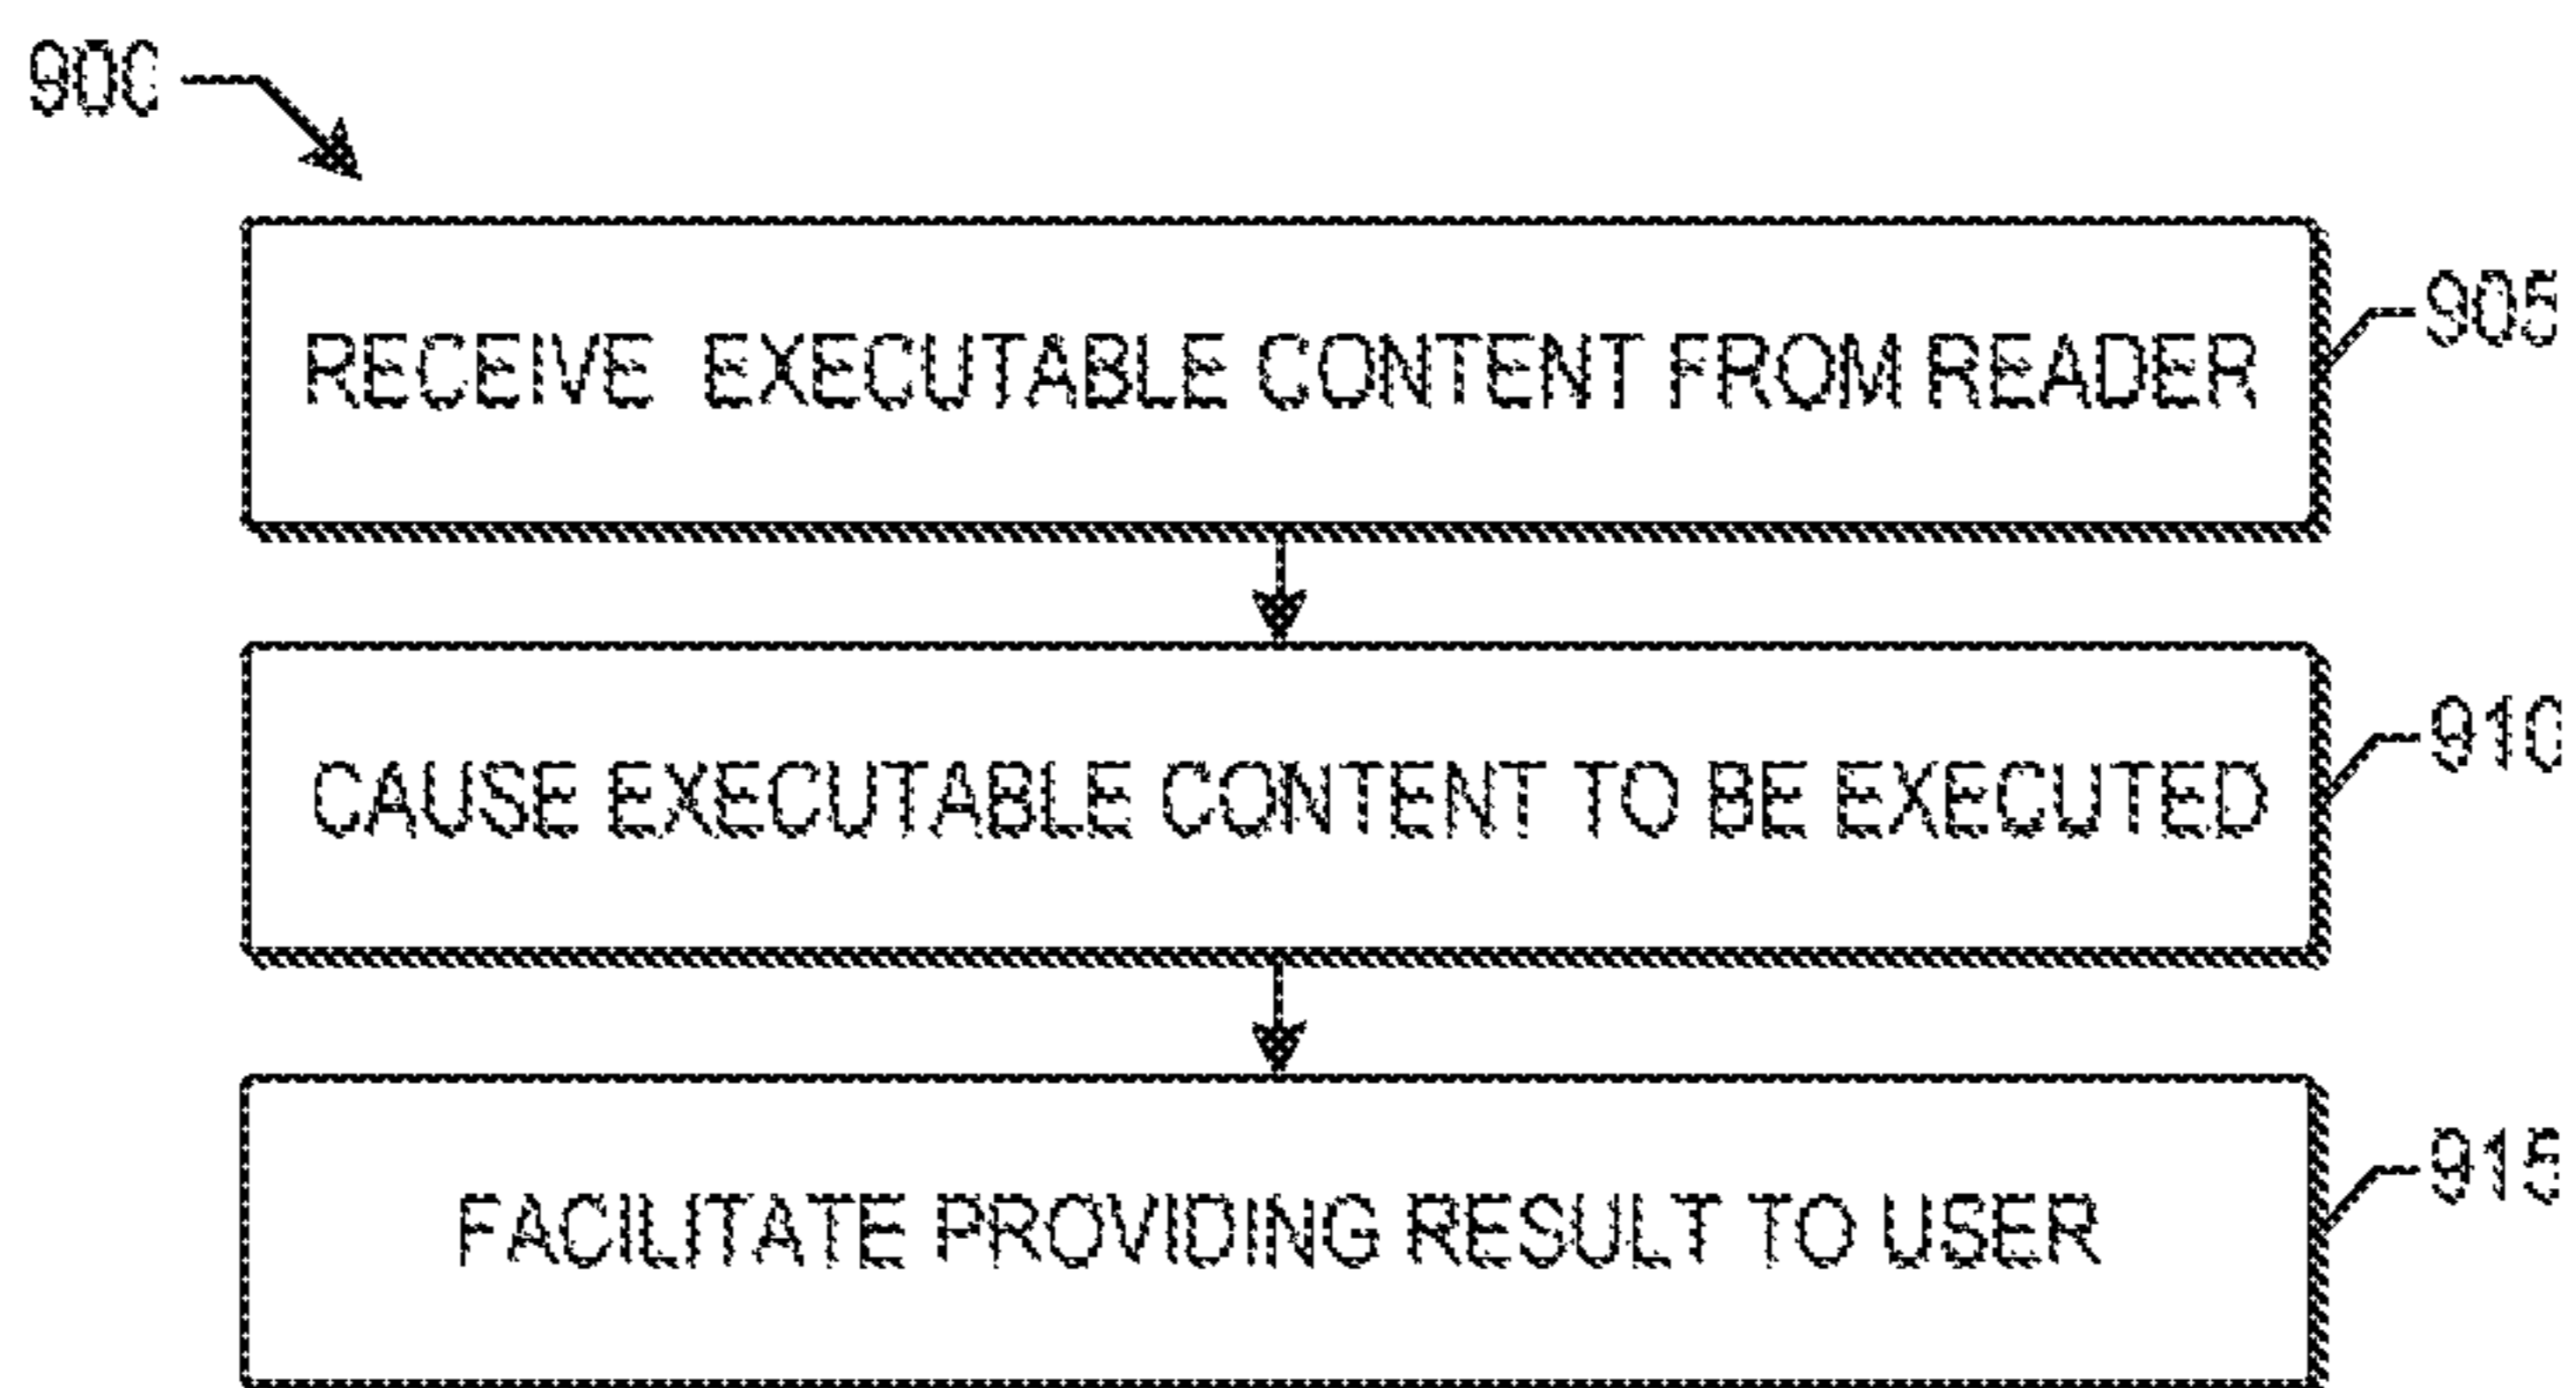 900
RECEIVE EXECUTABLE CONTENT FROM READER
905
CAUSE EXECUTABLE CONTENT TO BE EXECUTED
910
FACILITATE PROVIDING RESULT TO USER
915